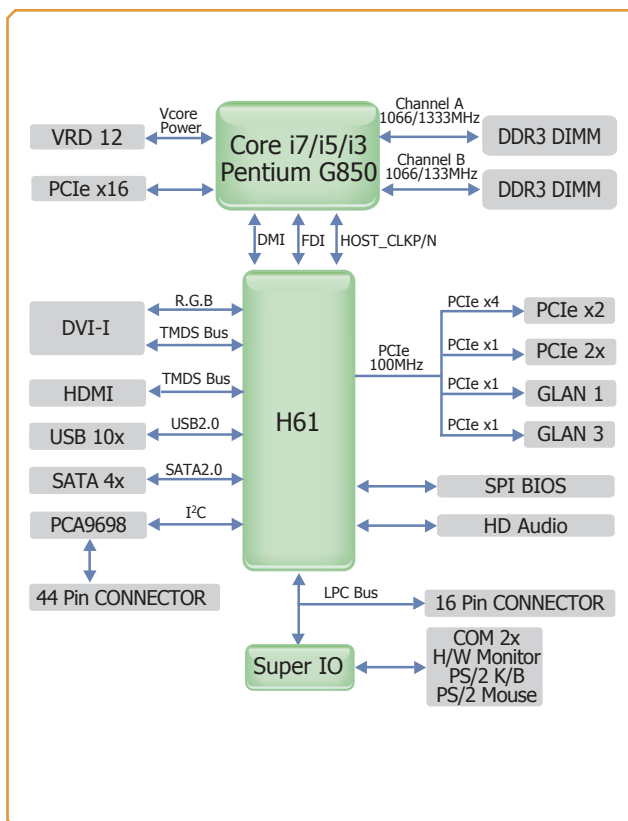 Vcore
Power
VRD 12
PCIe x16
Core i7/i5/i3
Pentium G850
Channel A
1066/1333MHz
DDR3 DIMM
Channel B
1066/133MHz
DDR3 DIMM
DMI
FDI
HOST_CLKP/N
DVI-I
R.G.B
TMDS Bus
HDMI
TMDS Bus
USB 10x
USB2.0
SATA 4x
SATA2.0
PCA9698
I²C
44 Pin CONNECTOR
H61
PCIe
100MHz
PCIe x4
PCIe x2
PCIe x1
PCIe 2x
PCIe x1
GLAN 1
PCIe x1
GLAN 3
SPI BIOS
HD Audio
LPC Bus
16 Pin CONNECTOR
Super IO
COM 2x
H/W Monitor
PS/2 K/B
PS/2 Mouse